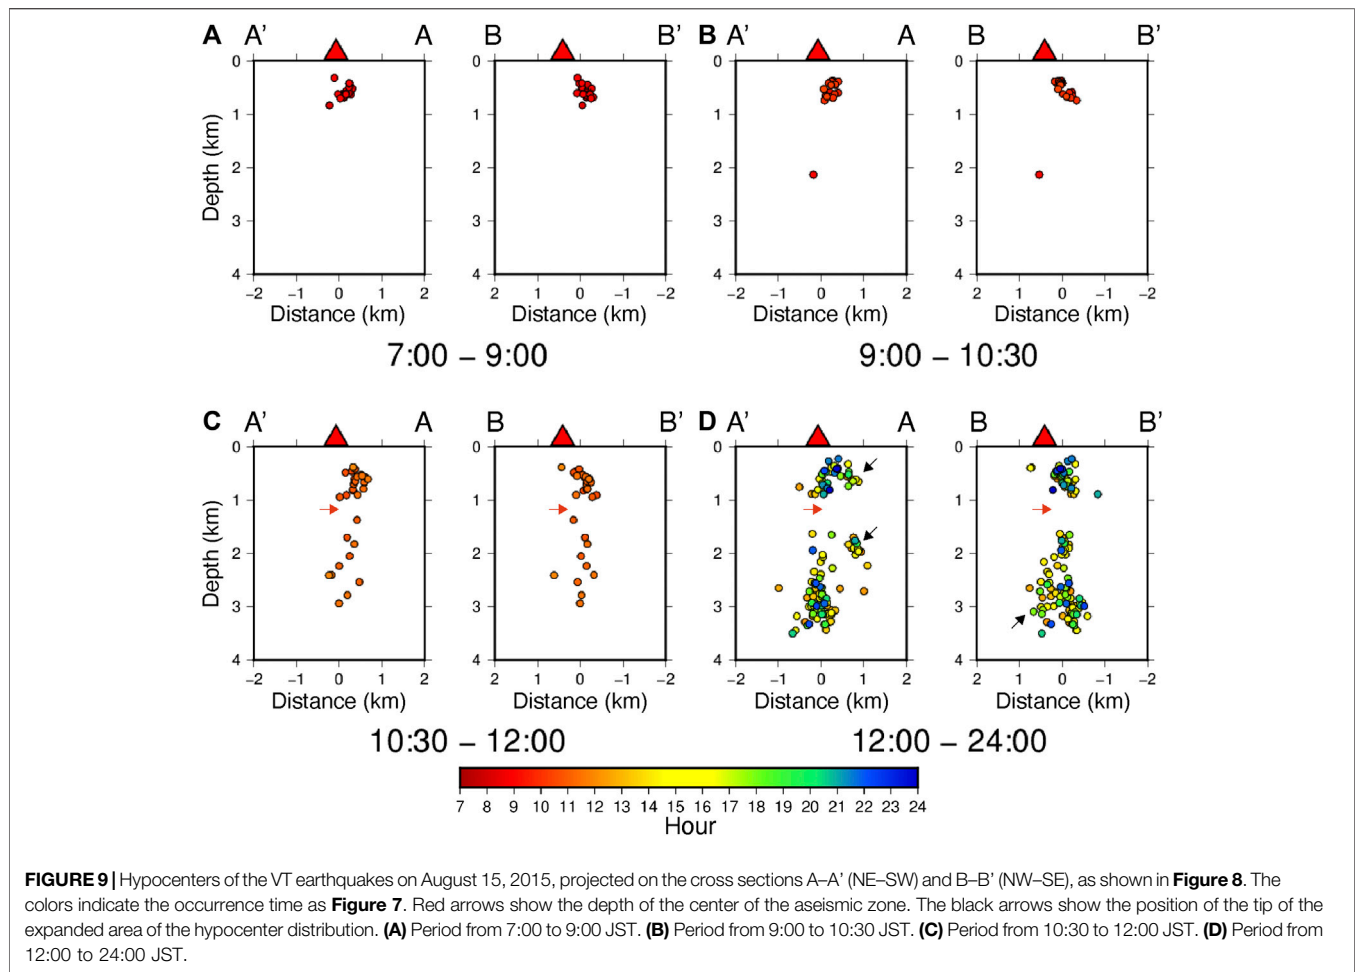 A A’ A B B’ B A’ A B B’
0 0 0 0
1 1 1 1
2 2 2 2
3 3 3 3
4 4 4 4
Depth (km)
−2 −1 0 1 2 2 1 0 −1 −2 −2 −1 0 1 2 2 1 0 −1 −2
Distance (km) Distance (km) Distance (km) Distance (km)
7:00 − 9:00 9:00 − 10:30
C A’ A B B’ D A’ A B B’
0 0 0 0
1 1 1 1
2 2 2 2
3 3 3 3
4 4 4 4
Depth (km)
−2 −1 0 1 2 2 1 0 −1 −2 −2 −1 0 1 2 2 1 0 −1 −2
Distance (km) Distance (km) Distance (km) Distance (km)
10:30 − 12:00 12:00 − 24:00
7 8 9 10 11 12 13 14 15 16 17 18 19 20 21 22 23 24
Hour
FIGURE 9 | Hypocenters of the VT earthquakes on August 15, 2015, projected on the cross sections A–A’ (NE–SW) and B–B’ (NW–SE), as shown in Figure 8. The
colors indicate the occurrence time as Figure 7. Red arrows show the depth of the center of the aseismic zone. The black arrows show the position of the tip of the
expanded area of the hypocenter distribution. (A) Period from 7:00 to 9:00 JST. (B) Period from 9:00 to 10:30 JST. (C) Period from 10:30 to 12:00 JST. (D) Period from
12:00 to 24:00 JST.